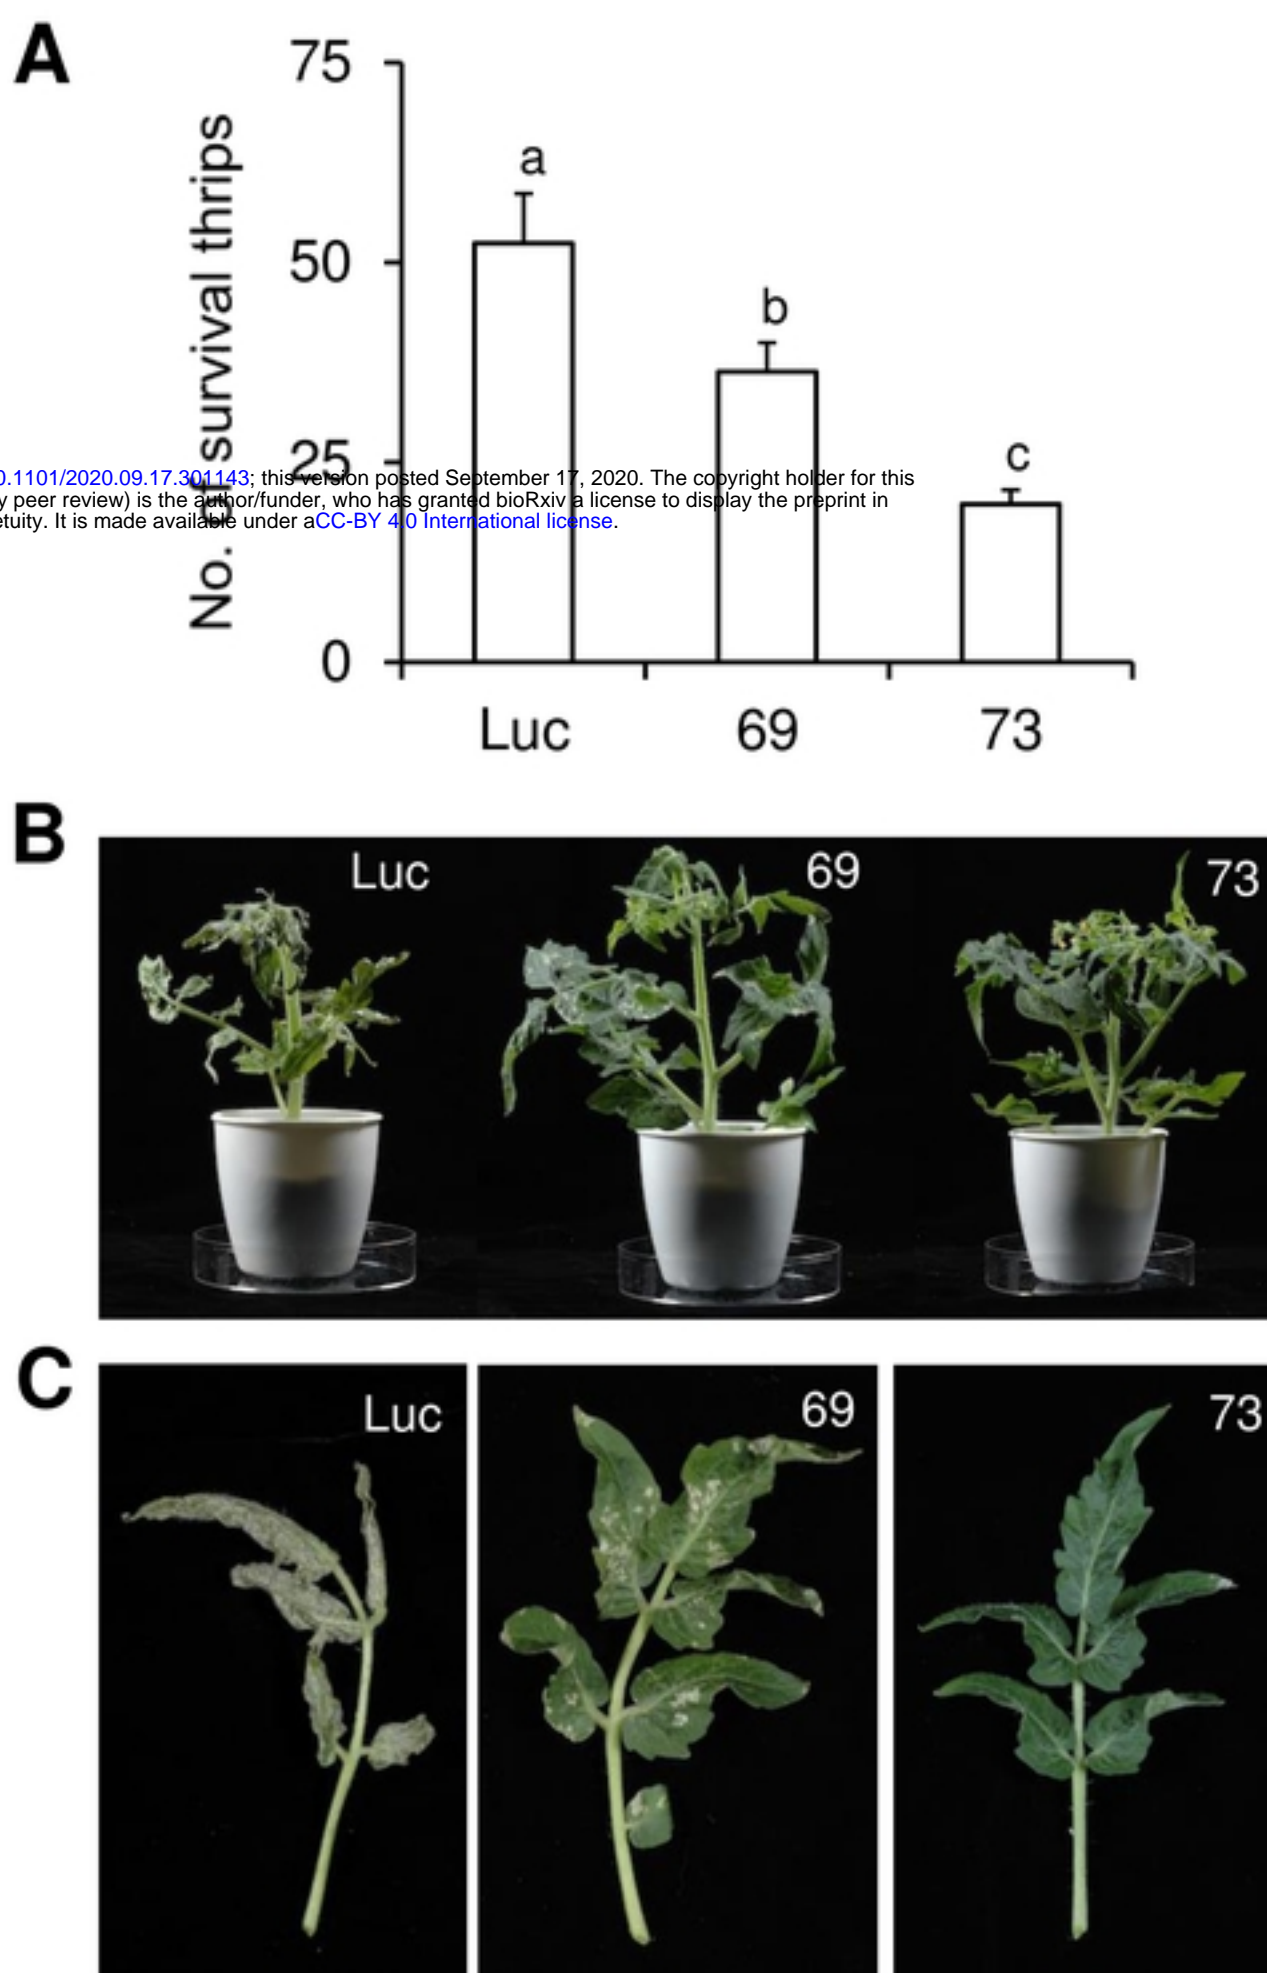 A
75
a
50
b
25
c
0
No. of survival thrips
0.1101/2020.09.17.301143; this version posted September 17, 2020. The copyright holder for this
y peer review) is the author/funder, who has granted bioRxiv a license to display the preprint in
etuity. It is made available under aCC-BY 4.0 International license.
Luc 69 73
B
Luc 69 73
C
Luc 69 73